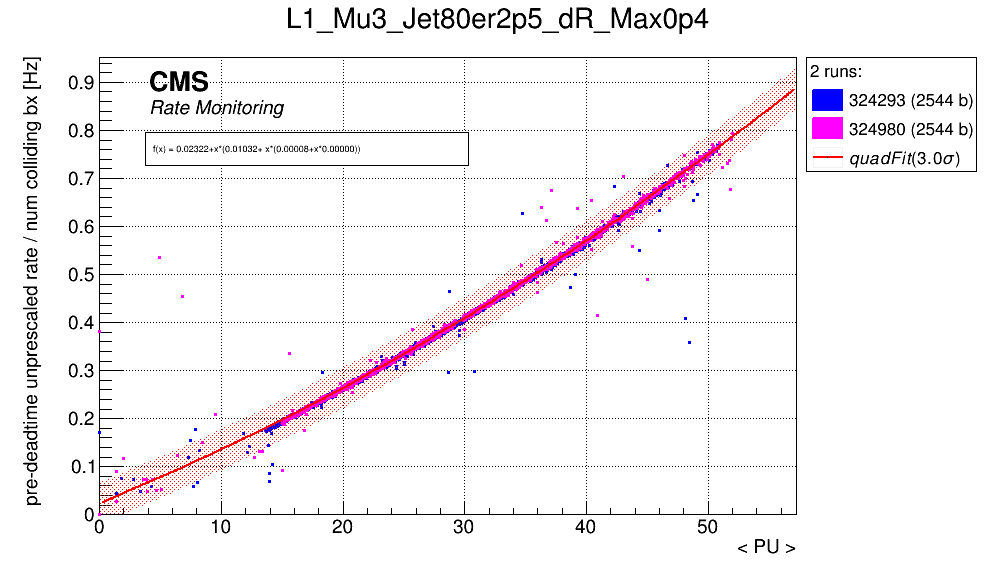 L1_Mu3_Jet80er2p5_dR_Max0p4
pre-deadtime unprescaled rate / num colliding bx [Hz]
0.9
0.8
0.7
0.6
0.5
0.4
0.3
0.2
0.1
0
CMS
Rate Monitoring
f(x) = 0.02322+x*(0.01032+ x*(0.00008+x*0.00000))
0 10 20 30 40 50
< PU >
2 runs:
324293 (2544 b)
324980 (2544 b)
quadFit(3.0σ)